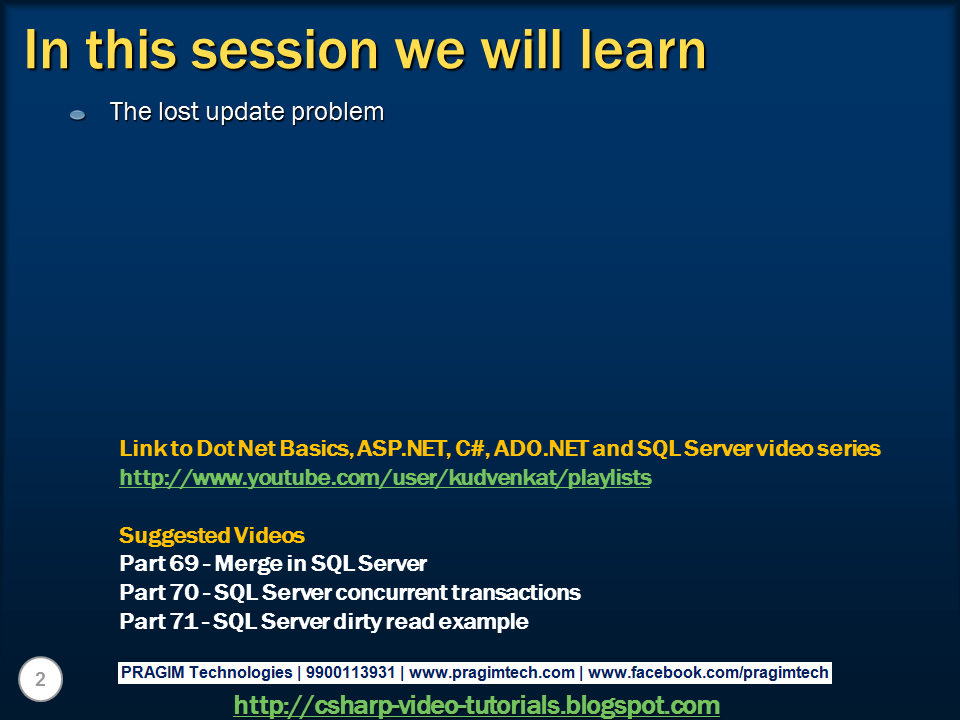 In this session we will learn
The lost update problem
Link to Dot Net Basics, ASP.NET, C#, ADO.NET and SQL Server video series
http://www.youtube.com/user/kudvenkat/playlists
Suggested Videos
Part 69 - Merge in SQL Server
Part 70 - SQL Server concurrent transactions
Part 71 - SQL Server dirty read example
2
PRAGIM Technologies | 9900113931 | www.pragimtech.com | www.facebook.com/pragimtech
http://csharp-video-tutorials.blogspot.com